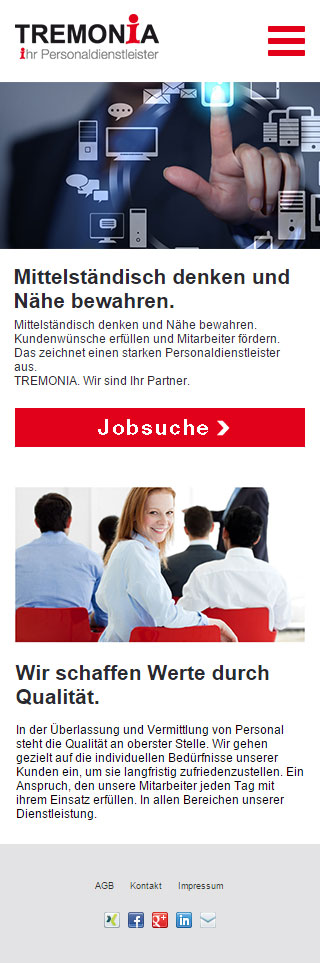 TREMONiA
ihr Personaldienstleister
Mittelständisch denken und
Nähe bewahren.
Mittelständisch denken und Nähe bewahren.
Kundenwünsche erfüllen und Mitarbeiter fördern.
Das zeichnet einen starken Personaldienstleister
aus.
TREMONIA. Wir sind Ihr Partner.
Jobsuche
Wir schaffen Werte durch
Qualität.
In der Überlassung und Vermittlung von Personal
steht die Qualität an oberster Stelle. Wir gehen
gezielt auf die individuellen Bedürfnisse unserer
Kunden ein, um sie langfristig zufriedenzustellen. Ein
Anspruch, den unsere Mitarbeiter jeden Tag mit
ihrem Einsatz erfüllen. In allen Bereichen unserer
Dienstleistung.
AGB Kontakt Impressum